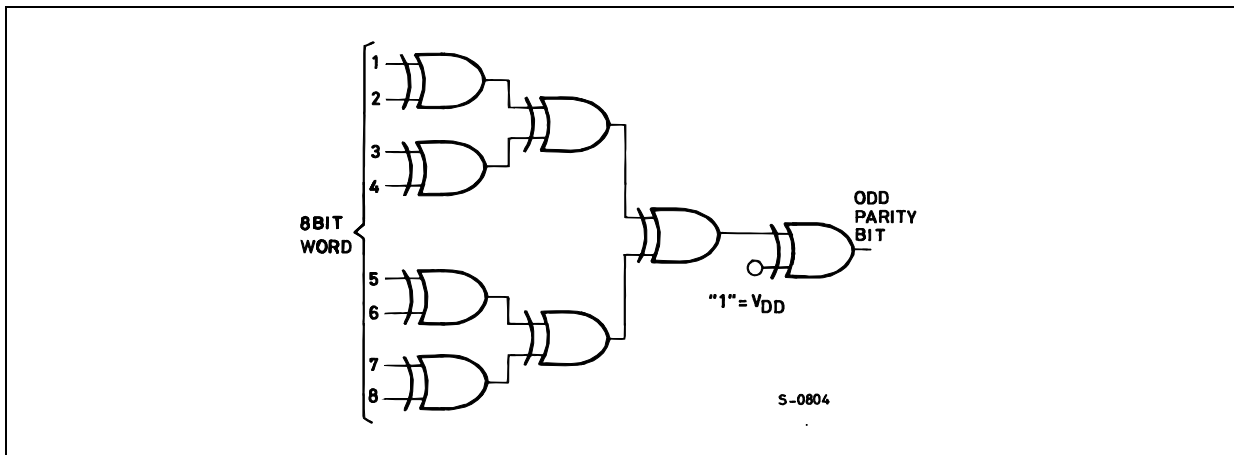 1
2
3
4
8BIT
WORD
5
6
7
8
ODD
PARITY
BIT
"1" = VDD
S-0804